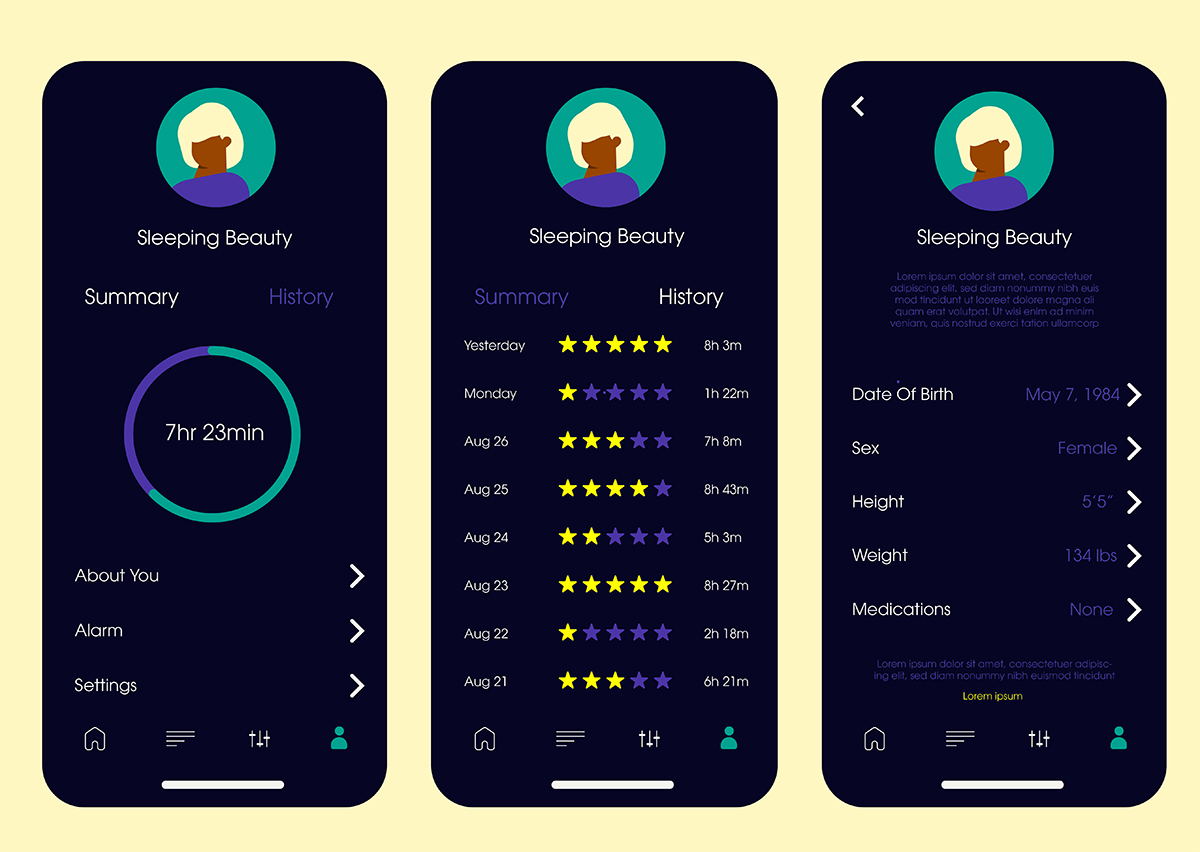 Sleeping Beauty
Summary History
7hr 23min
About You
Alarm
Settings
Sleeping Beauty
Summary History
Yesterday 8h 3m
Monday 1h 22m
Aug 26 7h 8m
Aug 25 8h 43m
Aug 24 5h 3m
Aug 23 8h 27m
Aug 22 2h 18m
Aug 21 6h 21m
Sleeping Beauty
Lorem ipsum dolor sit amet, consectetuer
adipiscing elit, sed diam nonummy nibh euis
mod tincidunt ut laoreet dolore magna ali
quam erat volutpat. Ut wisi enim ad minim
veniam, quis nostrud exerci tation ullamcorp
Date Of Birth May 7, 1984
Sex Female
Height 5'5"
Weight 134 lbs
Medications None
Lorem ipsum dolor sit amet, consectetuer adipisc-
ing elit, sed diam nonummy nibh euismod tincidunt
Lorem ipsum